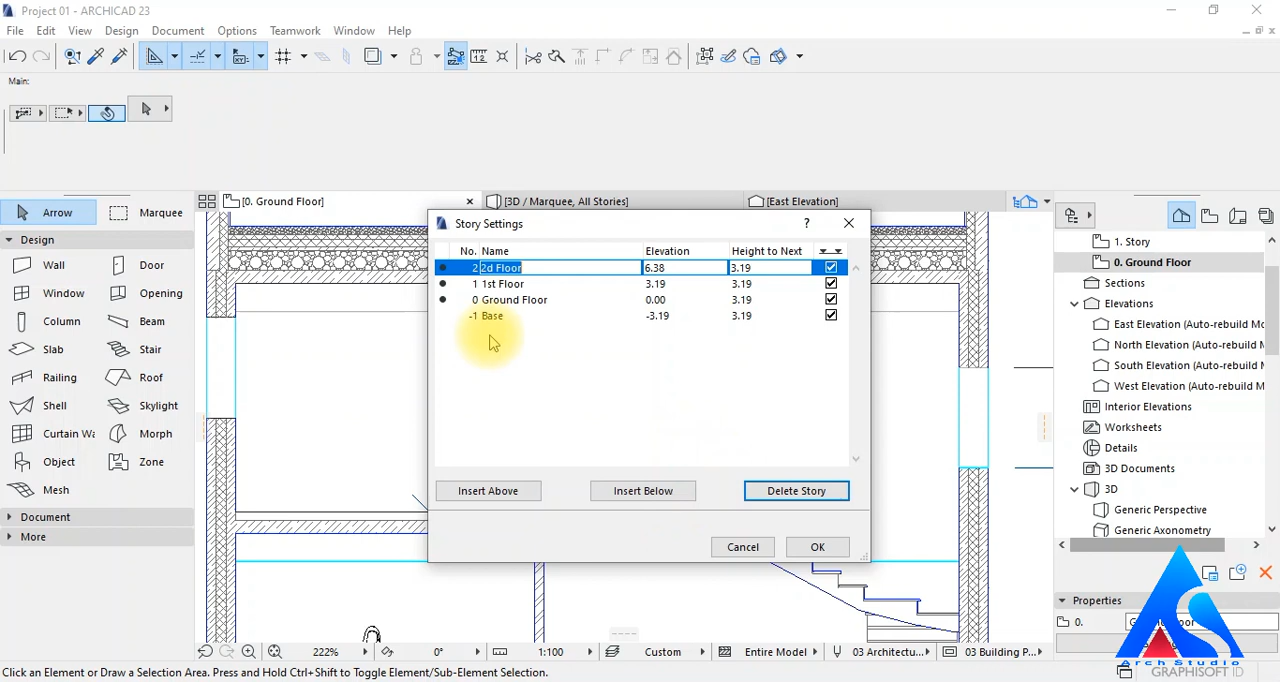 Project 01 - ARCHICAD 23
File Edit View Design Document Options Teamwork Window Help
Main:
[0. Ground Floor] [3D / Marquee, All Stories] [East Elevation]
Arrow Marquee
Design
Wall Door
Window Opening
Column Beam
Slab Stair
Railing Roof
Shell Skylight
Curtain Wa Morph
Object Zone
Mesh
Document
More
Story Settings
?
No. Name Elevation Height to Next
2 2d Floor 6.38 3.19
1 1st Floor 3.19 3.19
0 Ground Floor 0.00 3.19
-1 Base -3.19 3.19
Insert Above Insert Below Delete Story
Cancel OK
1. Story
0. Ground Floor
Sections
Elevations
East Elevation (Auto-rebuild M
North Elevation (Auto-rebuild M
South Elevation (Auto-rebuild M
West Elevation (Auto-rebuild M
Interior Elevations
Worksheets
Details
3D Documents
3D
Generic Perspective
Generic Axonometry
Properties
0.
Arch Studio
222% 0° 1:100 Custom Entire Model 03 Architectu... 03 Building P...
Click an Element or Draw a Selection Area. Press and Hold Ctrl+Shift to Toggle Element/Sub-Element Selection.
GRAPHISOFT ID